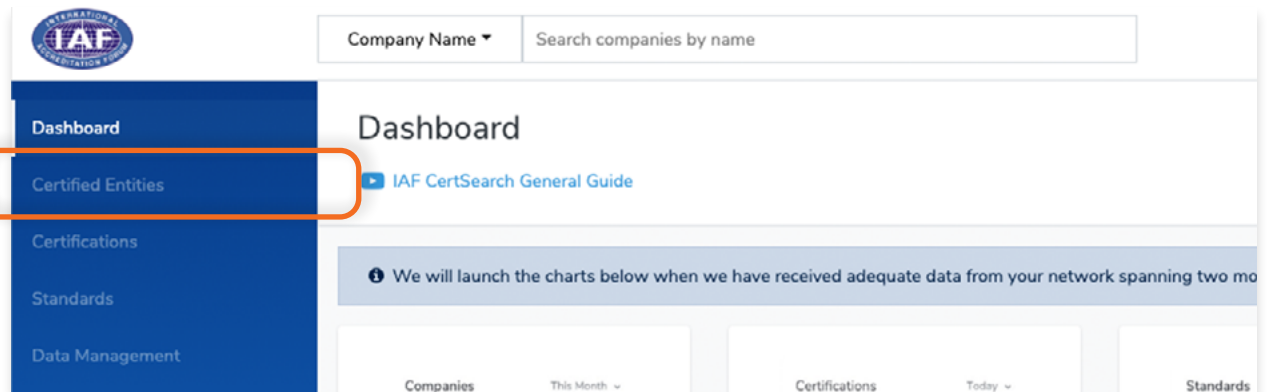 INTERNATIONAL
IAF
ACCREDITATION FORUM
Company Name
Search companies by name
Dashboard
Certified Entities
Certifications
Standards
Data Management
Dashboard
IAF CertSearch General Guide
We will launch the charts below when we have received adequate data from your network spanning two mo
Companies
This Month
Certifications
Today
Standards